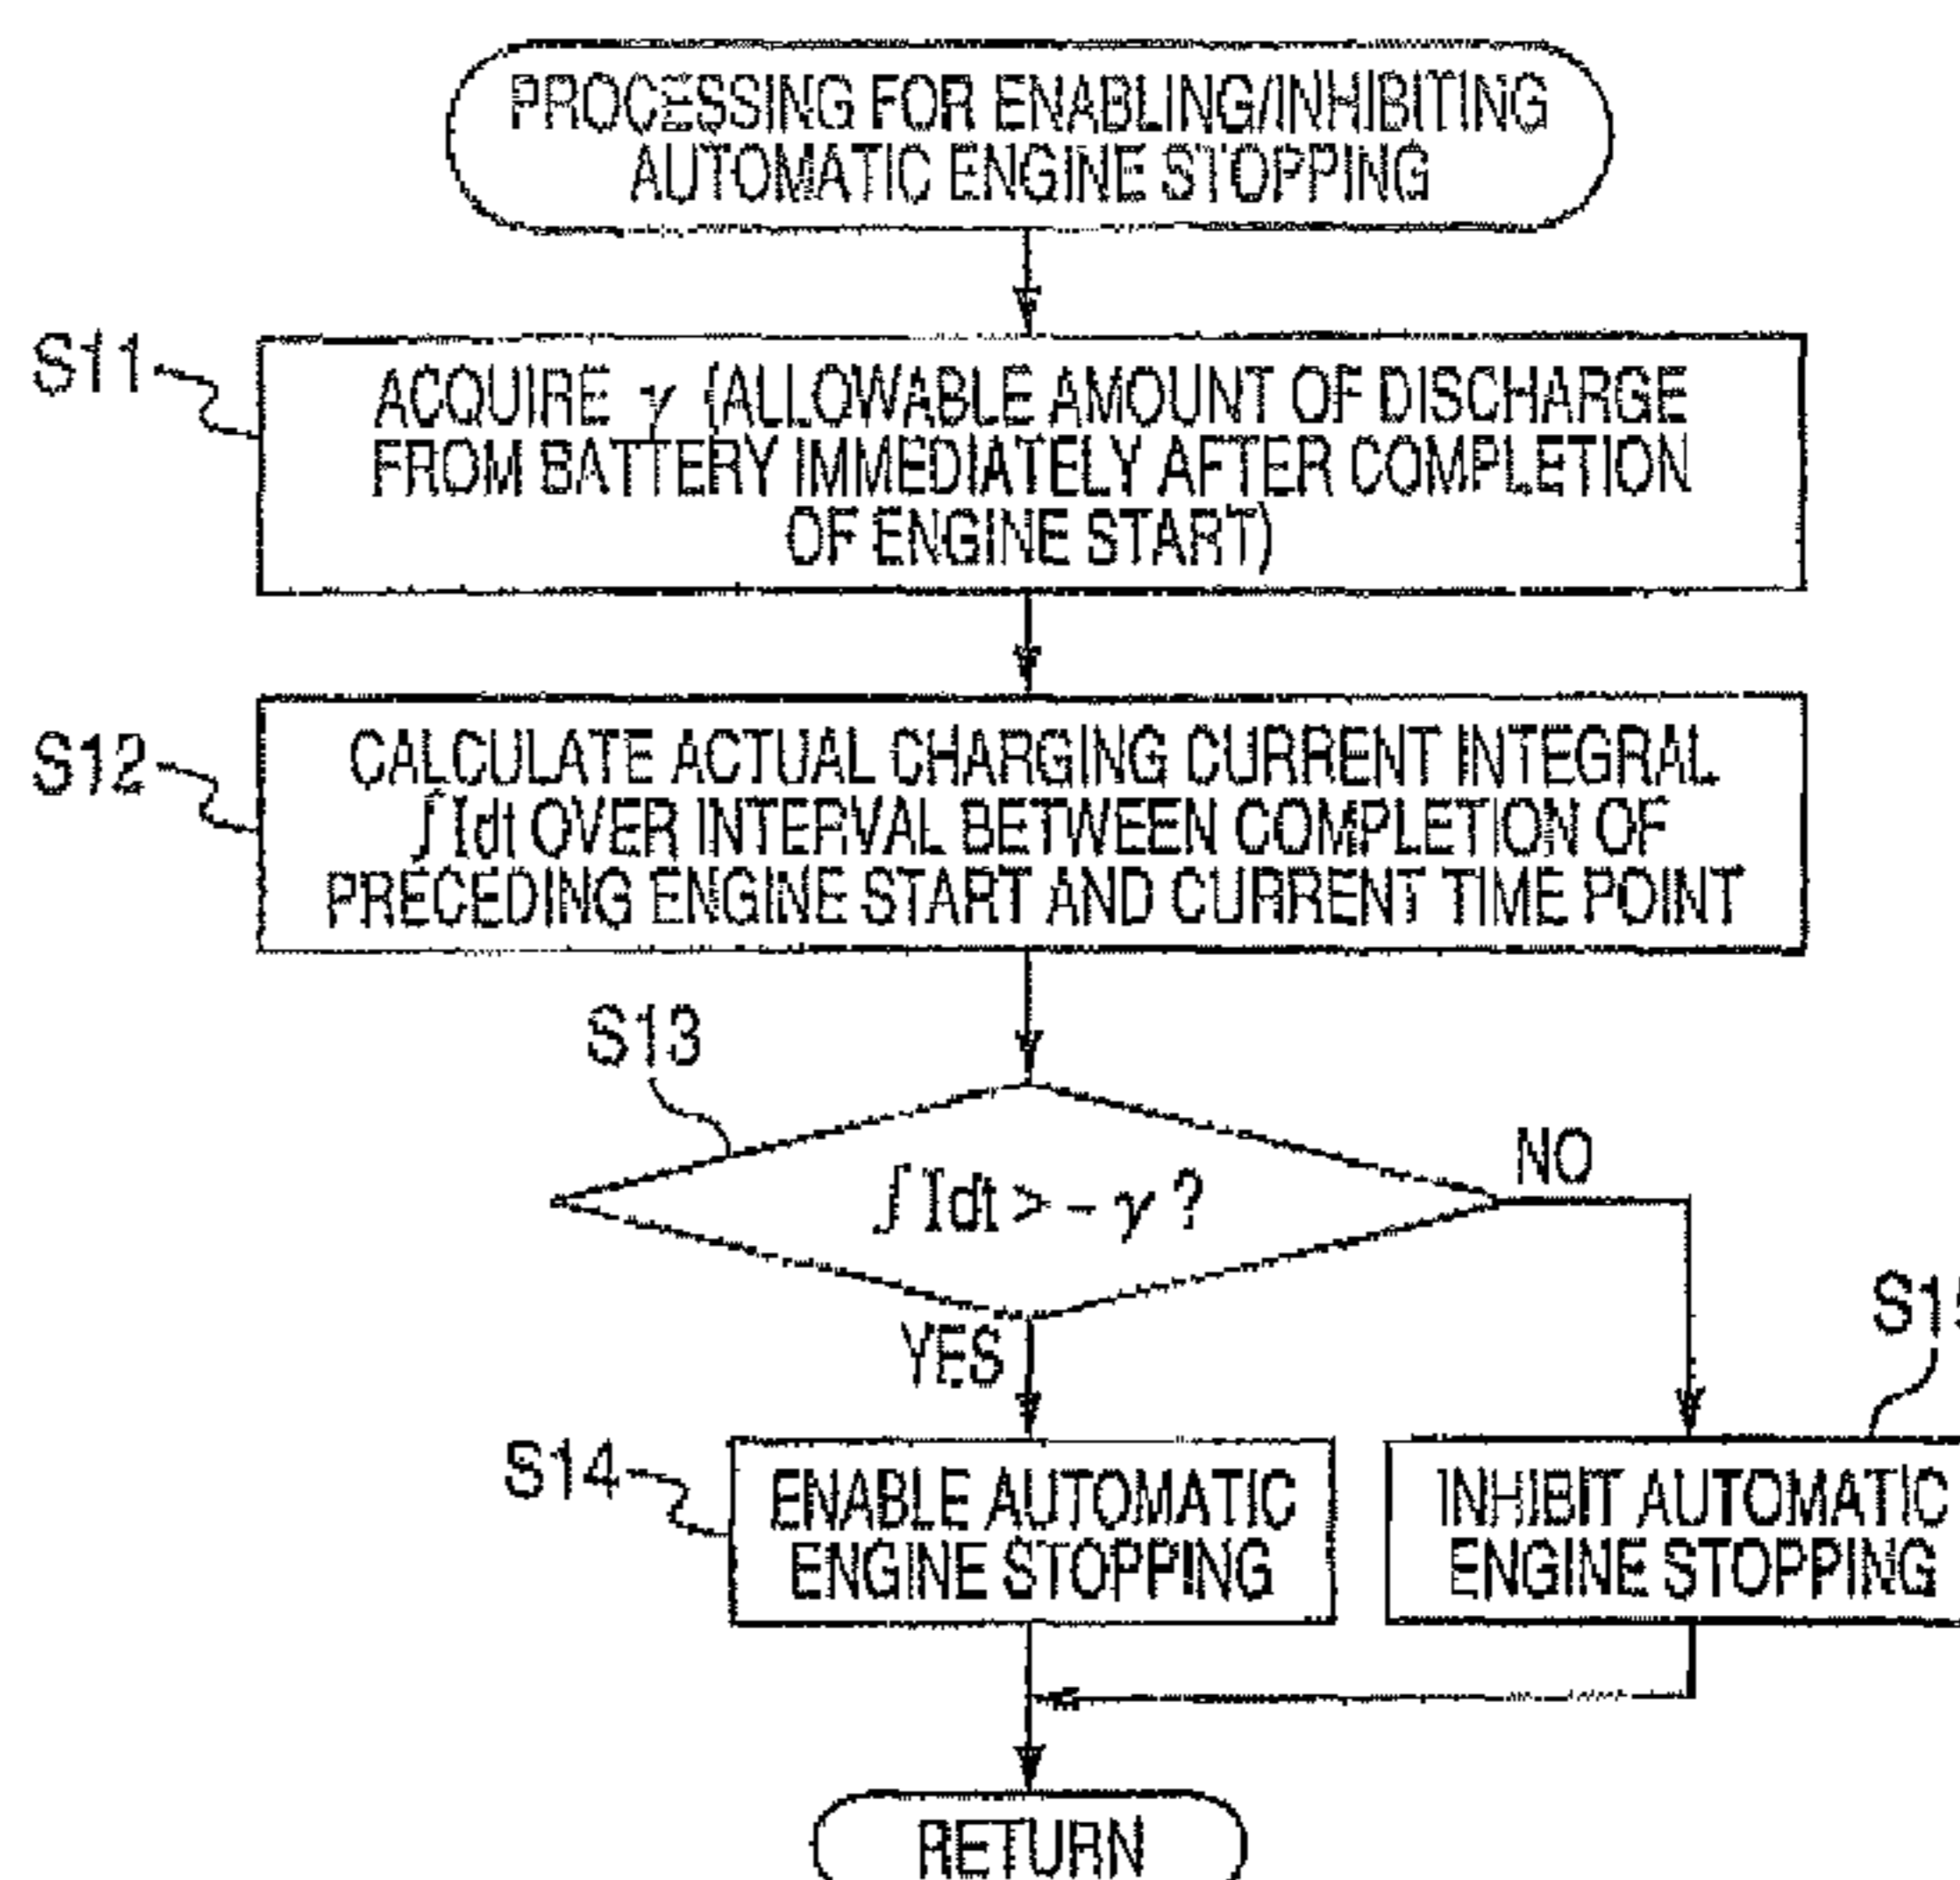 PROCESSING FOR ENABLING/INHIBITING
AUTOMATIC ENGINE STOPPING
S11
ACQUIRE γ (ALLOWABLE AMOUNT OF DISCHARGE
FROM BATTERY IMMEDIATELY AFTER COMPLETION
OF ENGINE START)
S12
CALCULATE ACTUAL CHARGING CURRENT INTEGRAL
∫Idt OVER INTERVAL BETWEEN COMPLETION OF
PRECEDING ENGINE START AND CURRENT TIME POINT
S13
∫Idt > - γ ?
NO
YES
S15
S14
ENABLE AUTOMATIC
ENGINE STOPPING
INHIBIT AUTOMATIC
ENGINE STOPPING
RETURN